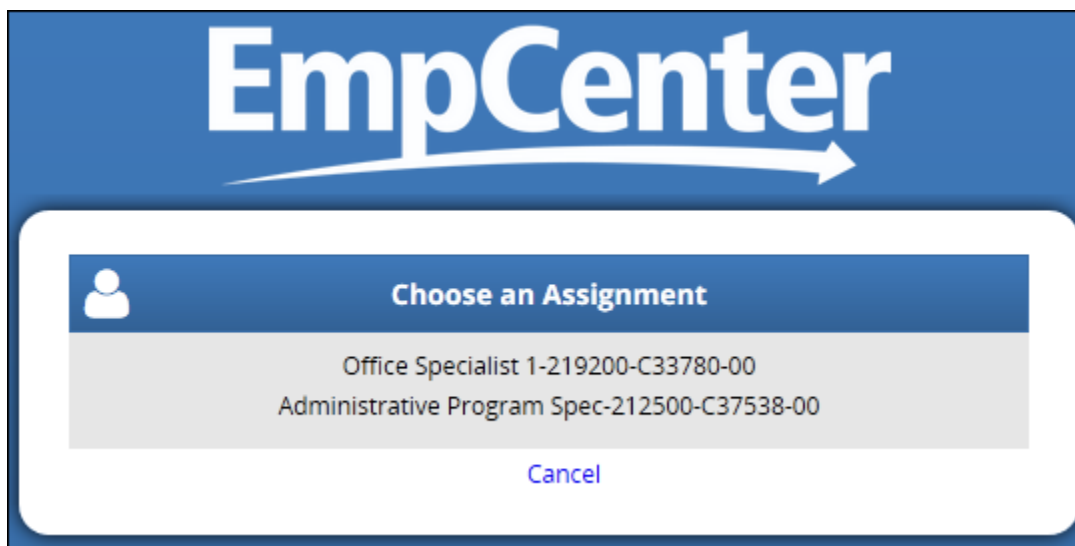 EmpCenter
Choose an Assignment
Office Specialist 1-219200-C33780-00
Administrative Program Spec-212500-C37538-00
Cancel